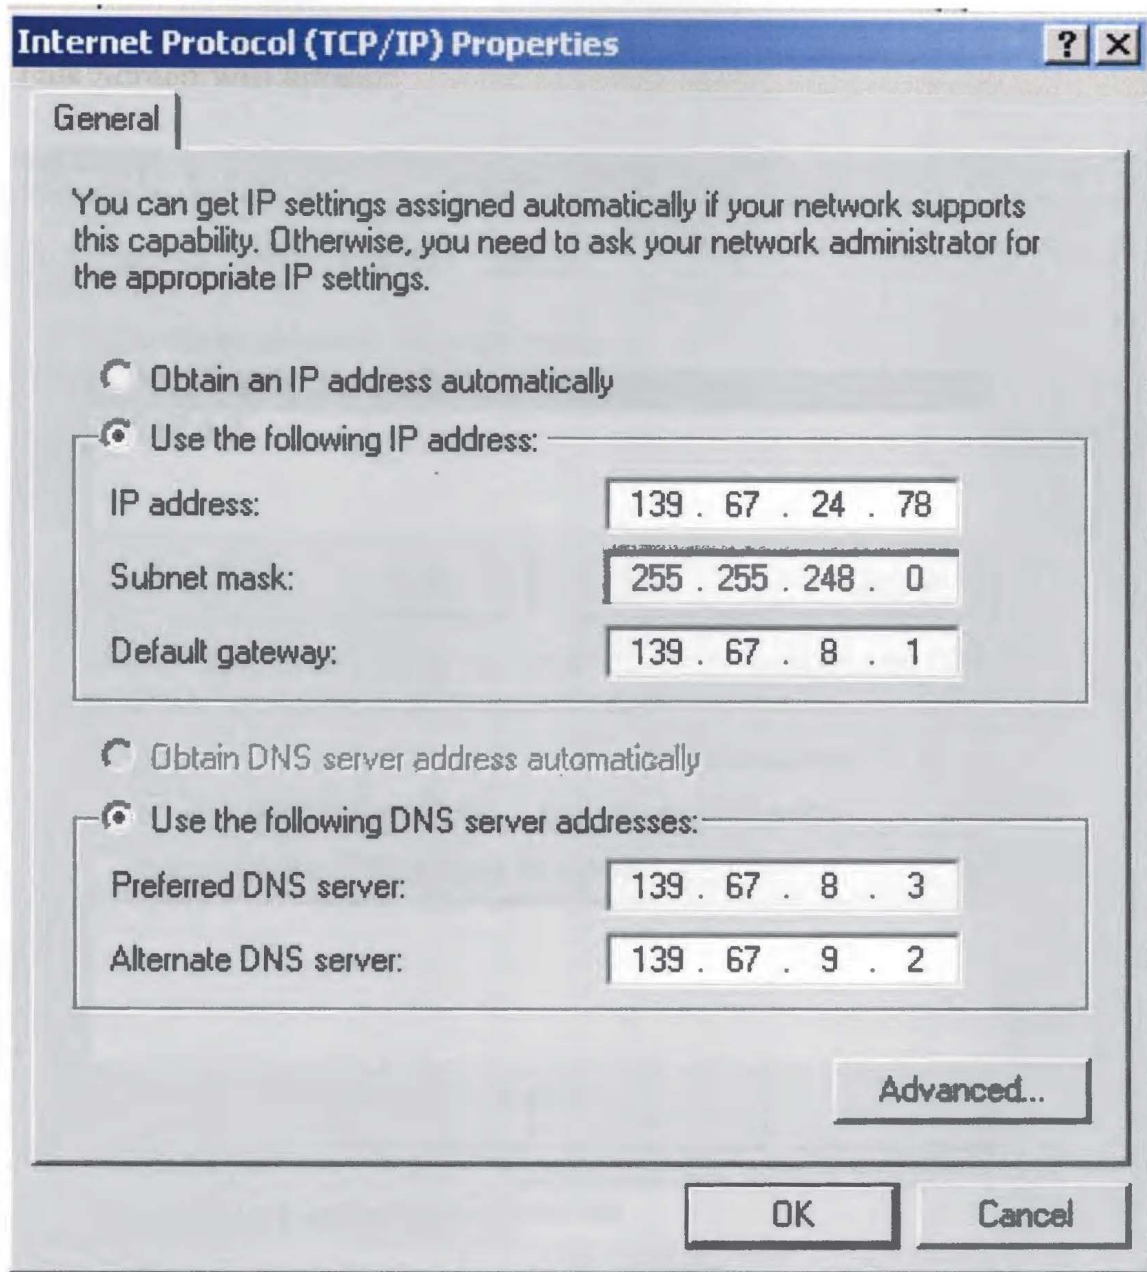 Internet Protocol (TCP/IP) Properties
General
You can get IP settings assigned automatically if your network supports
this capability. Otherwise, you need to ask your network administrator for
the appropriate IP settings.
Obtain an IP address automatically
Use the following IP address:
IP address: 139 . 67 . 24 . 78
Subnet mask: 255 . 255 . 248 . 0
Default gateway: 139 . 67 . 8 . 1
Obtain DNS server address automatically
Use the following DNS server addresses:
Preferred DNS server: 139 . 67 . 8 . 3
Alternate DNS server: 139 . 67 . 9 . 2
Advanced...
OK Cancel